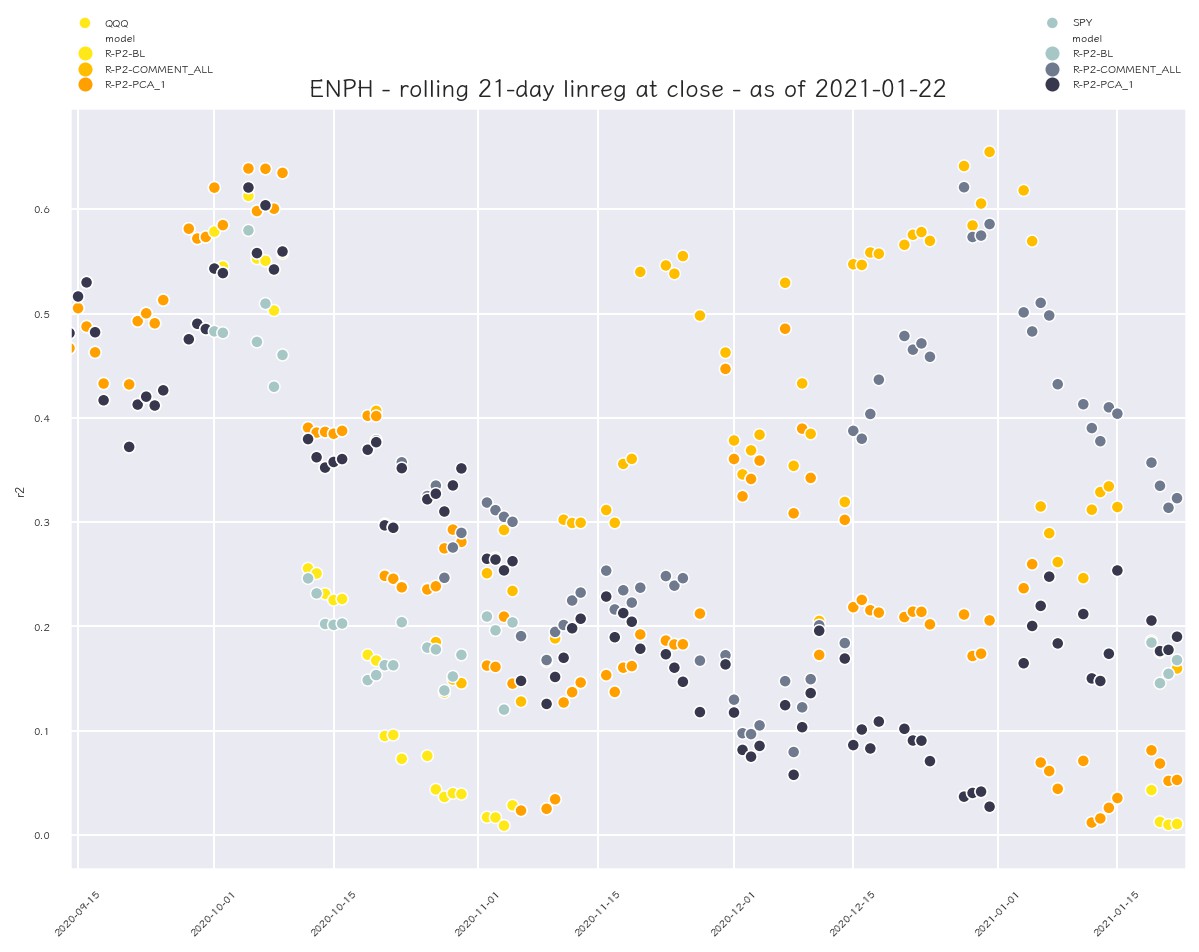 QQQ
model
R-P2-BL
R-P2-COMMENT_ALL
R-P2-PCA_1
SPY
model
R-P2-BL
R-P2-COMMENT_ALL
R-P2-PCA_1
ENPH - rolling 21-day linreg at close - as of 2021-01-22
0.6
0.5
0.4
0.3
0.2
0.1
0.0
r2
2020-09-15
2020-10-01
2020-10-15
2020-11-01
2020-11-15
2020-12-01
2020-12-15
2021-01-01
2021-01-15